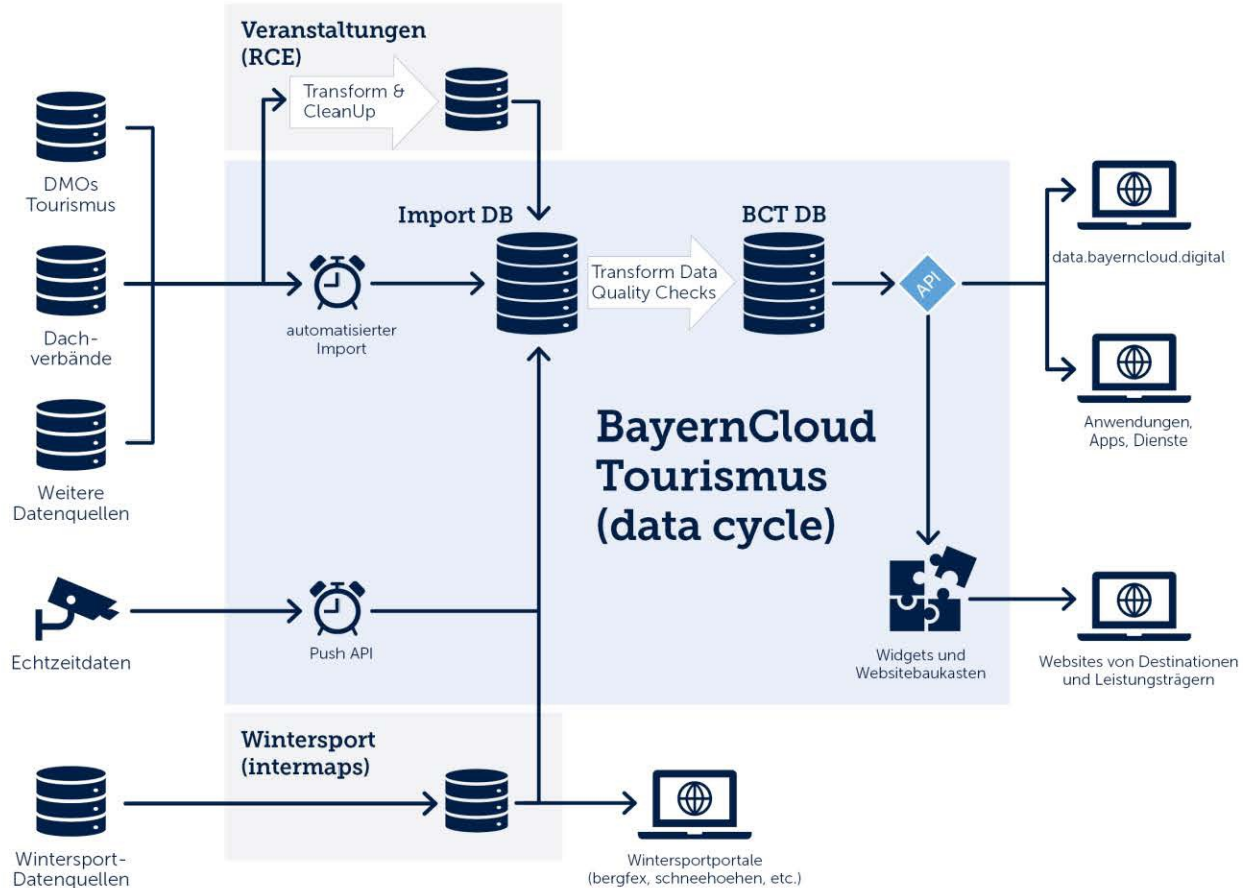 Veranstaltungen
(RCE)
Transform &
CleanUp
DMOs
Tourismus
Import DB
BCT DB
Transform Data
Quality Checks
API
data.bayerncloud.digital
automatisierter
Import
Dach-
verbände
Anwendungen,
Apps, Dienste
BayernCloud
Tourismus
(data cycle)
Weitere
Datenquellen
Echtzeitdaten
Push API
Widgets und
Websitebaukasten
Websites von Destinationen
und Leistungsträgern
Wintersport
(intermaps)
Wintersport-
Datenquellen
Wintersportportale
(bergfex, schneehoehen, etc.)